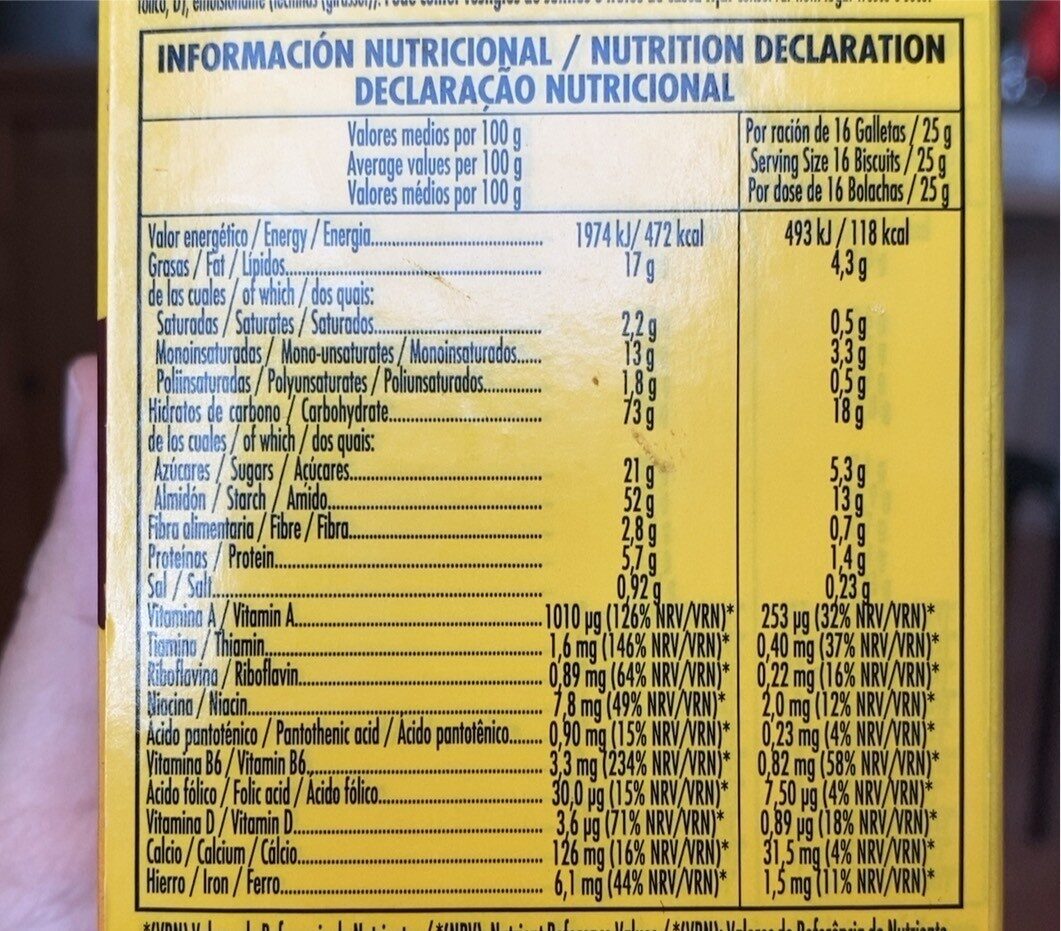 INFORMACIÓN NUTRICIONAL / NUTRITION DECLARATION
DECLARAÇÃO NUTRICIONAL
Valores medios por 100 g
Average values per 100 g
Valores médios por 100 g
Por ración de 16 Galletas / 25 g
Serving Size 16 Biscuits / 25 g
Por dose de 16 Bolachas / 25 g
Valor energético / Energy / Energia 1974 kJ/ 472 kcal 493 kJ / 118 kcal
Grasas / Fat / Lípidos 17 g 4,3 g
de las cuales / of which / dos quais:
Saturadas / Saturates / Saturados 2,2 g 0,5 g
Monoinsaturadas / Mono-unsaturates / Monoinsaturados 13 g 3,3 g
Poliinsaturadas / Polyunsaturates / Poliunsaturados 1,8 g 0,5 g
Hidratos de carbono / Carbohydrate 73 g 18 g
de los cuales / of which / dos quais:
Azúcares / Sugars / Açúcares 21 g 5,3 g
Almidón / Starch / Amido 52 g 13 g
Fibra alimentaria / Fibre / Fibra 2,8 g 0,7 g
Proteínas / Protein 5,7 g 1,4 g
Sal / Salt 0,92 g 0,23 g
Vitamina A / Vitamin A 1010 µg (126% NRV/VRN)* 253 µg (32% NRV/VRN)*
Tiamina / Thiamin 1,6 mg (146% NRV/VRN)* 0,40 mg (37% NRV/VRN)*
Riboflavina / Riboflavin 0,89 mg (64% NRV/VRN)* 0,22 mg (16% NRV/VRN)*
Niacina / Niacin 7,8 mg (49% NRV/VRN)* 2,0 mg (12% NRV/VRN)*
Ácido pantoténico / Pantothenic acid / Ácido pantotênico 0,90 mg (15% NRV/VRN)* 0,23 mg (4% NRV/VRN)*
Vitamina B6 / Vitamin B6 3,3 mg (234% NRV/VRN)* 0,82 mg (58% NRV/VRN)*
Ácido fólico / Folic acid / Ácido fólico 30,0 µg (15% NRV/VRN)* 7,50 µg (4% NRV/VRN)*
Vitamina D / Vitamin D 3,6 µg (71% NRV/VRN)* 0,89 µg (18% NRV/VRN)*
Calcio / Calcium / Cálcio 126 mg (16% NRV/VRN)* 31,5 mg (4% NRV/VRN)*
Hierro / Iron / Ferro 6,1 mg (44% NRV/VRN)* 1,5 mg (11% NRV/VRN)*